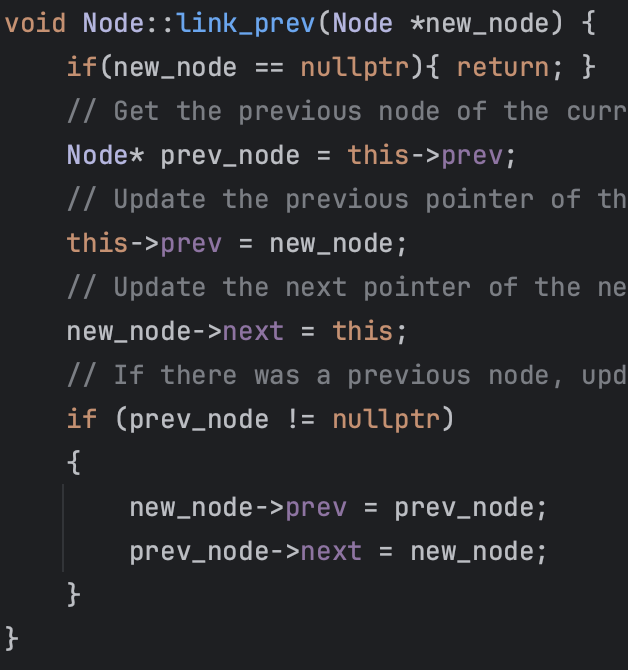 void Node::link_prev(Node *new_node) {
    if(new_node == nullptr){ return; }
    // Get the previous node of the curr
    Node* prev_node = this->prev;
    // Update the previous pointer of th
    this->prev = new_node;
    // Update the next pointer of the ne
    new_node->next = this;
    // If there was a previous node, upd
    if (prev_node != nullptr)
    {
        new_node->prev = prev_node;
        prev_node->next = new_node;
    }
}